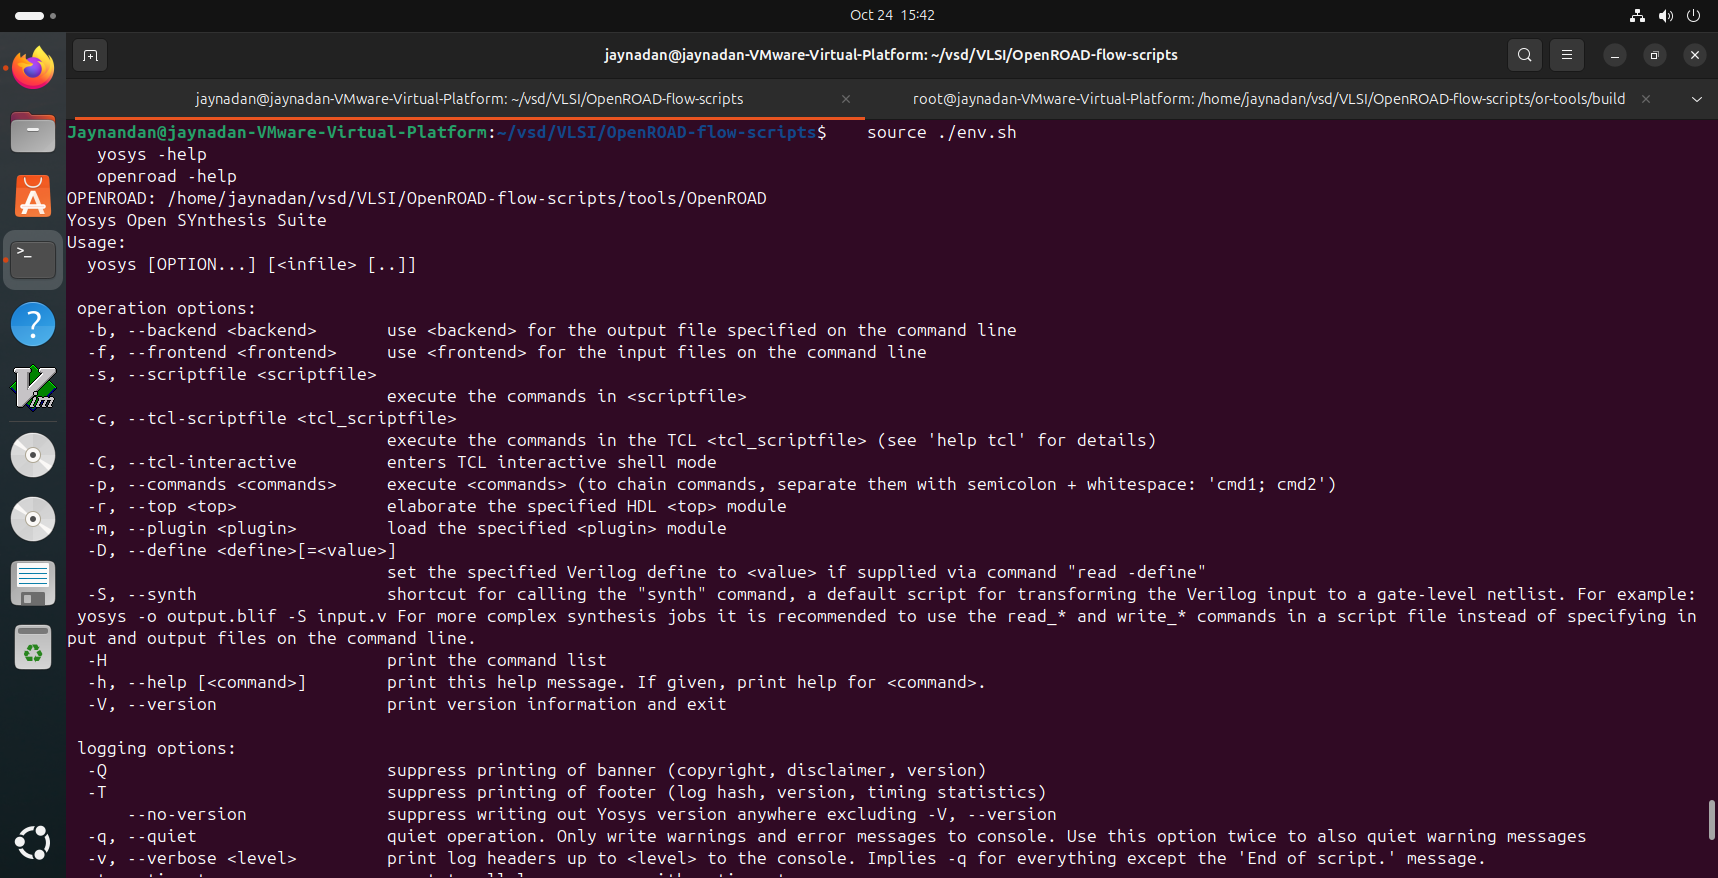 Oct 24 15:42
jaynadan@jaynadan-VMware-Virtual-Platform: ~/vsd/VLSI/OpenROAD-flow-scripts
jaynadan@jaynadan-VMware-Virtual-Platform: ~/vsd/VLSI/OpenROAD-flow-scripts
root@jaynadan-VMware-Virtual-Platform: /home/jaynadan/vsd/VLSI/OpenROAD-flow-scripts/or-tools/build
Jaynandan@jaynadan-VMware-Virtual-Platform:~/vsd/VLSI/OpenROAD-flow-scripts$    source ./env.sh
   yosys -help
   openroad -help
OPENROAD: /home/jaynadan/vsd/VLSI/OpenROAD-flow-scripts/tools/OpenROAD
Yosys Open SYnthesis Suite
Usage:
  yosys [OPTION...] [<infile> [..]]
 operation options:
  -b, --backend <backend>       use <backend> for the output file specified on the command line
  -f, --frontend <frontend>     use <frontend> for the input files on the command line
  -s, --scriptfile <scriptfile>
                                execute the commands in <scriptfile>
  -c, --tcl-scriptfile <tcl_scriptfile>
                                execute the commands in the TCL <tcl_scriptfile> (see 'help tcl' for details)
  -C, --tcl-interactive         enters TCL interactive shell mode
  -p, --commands <commands>     execute <commands> (to chain commands, separate them with semicolon + whitespace: 'cmd1; cmd2')
  -r, --top <top>               elaborate the specified HDL <top> module
  -m, --plugin <plugin>         load the specified <plugin> module
  -D, --define <define>[=<value>]
                                set the specified Verilog define to <value> if supplied via command "read -define"
  -S, --synth                   shortcut for calling the "synth" command, a default script for transforming the Verilog input to a gate-level netlist. For example:
 yosys -o output.blif -S input.v For more complex synthesis jobs it is recommended to use the read_* and write_* commands in a script file instead of specifying in
put and output files on the command line.
  -H                            print the command list
  -h, --help [<command>]        print this help message. If given, print help for <command>.
  -V, --version                 print version information and exit
 logging options:
  -Q                            suppress printing of banner (copyright, disclaimer, version)
  -T                            suppress printing of footer (log hash, version, timing statistics)
      --no-version              suppress writing out Yosys version anywhere excluding -V, --version
  -q, --quiet                   quiet operation. Only write warnings and error messages to console. Use this option twice to also quiet warning messages
  -v, --verbose <level>         print log headers up to <level> to the console. Implies -q for everything except the 'End of script.' message.